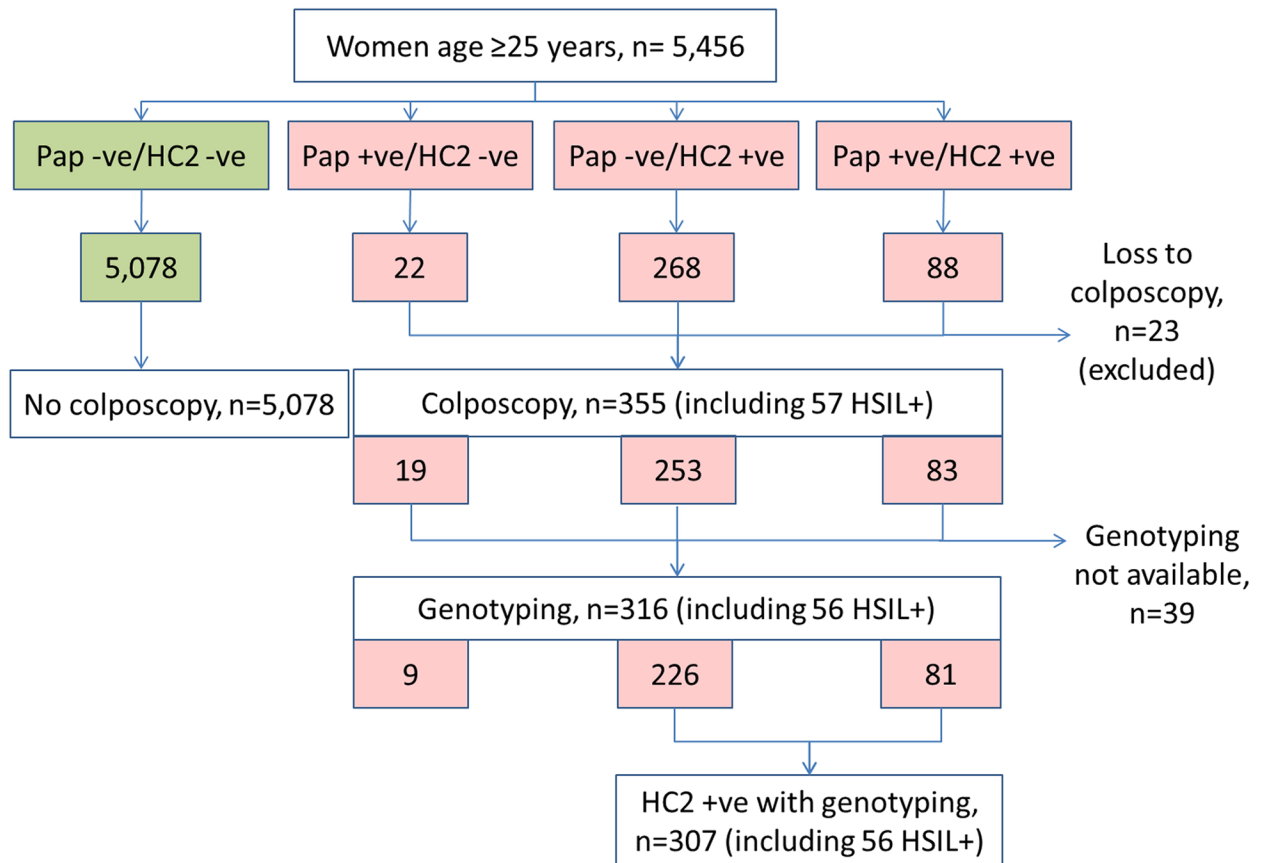 Women age ≥25 years, n= 5,456
Pap -ve/HC2 -ve
Pap +ve/HC2 -ve
Pap -ve/HC2 +ve
Pap +ve/HC2 +ve
5,078
22
268
88
Loss to
colposcopy,
n=23
(excluded)
No colposcopy, n=5,078
Colposcopy, n=355 (including 57 HSIL+)
19
253
83
Genotyping
not available,
n=39
Genotyping, n=316 (including 56 HSIL+)
9
226
81
HC2 +ve with genotyping,
n=307 (including 56 HSIL+)